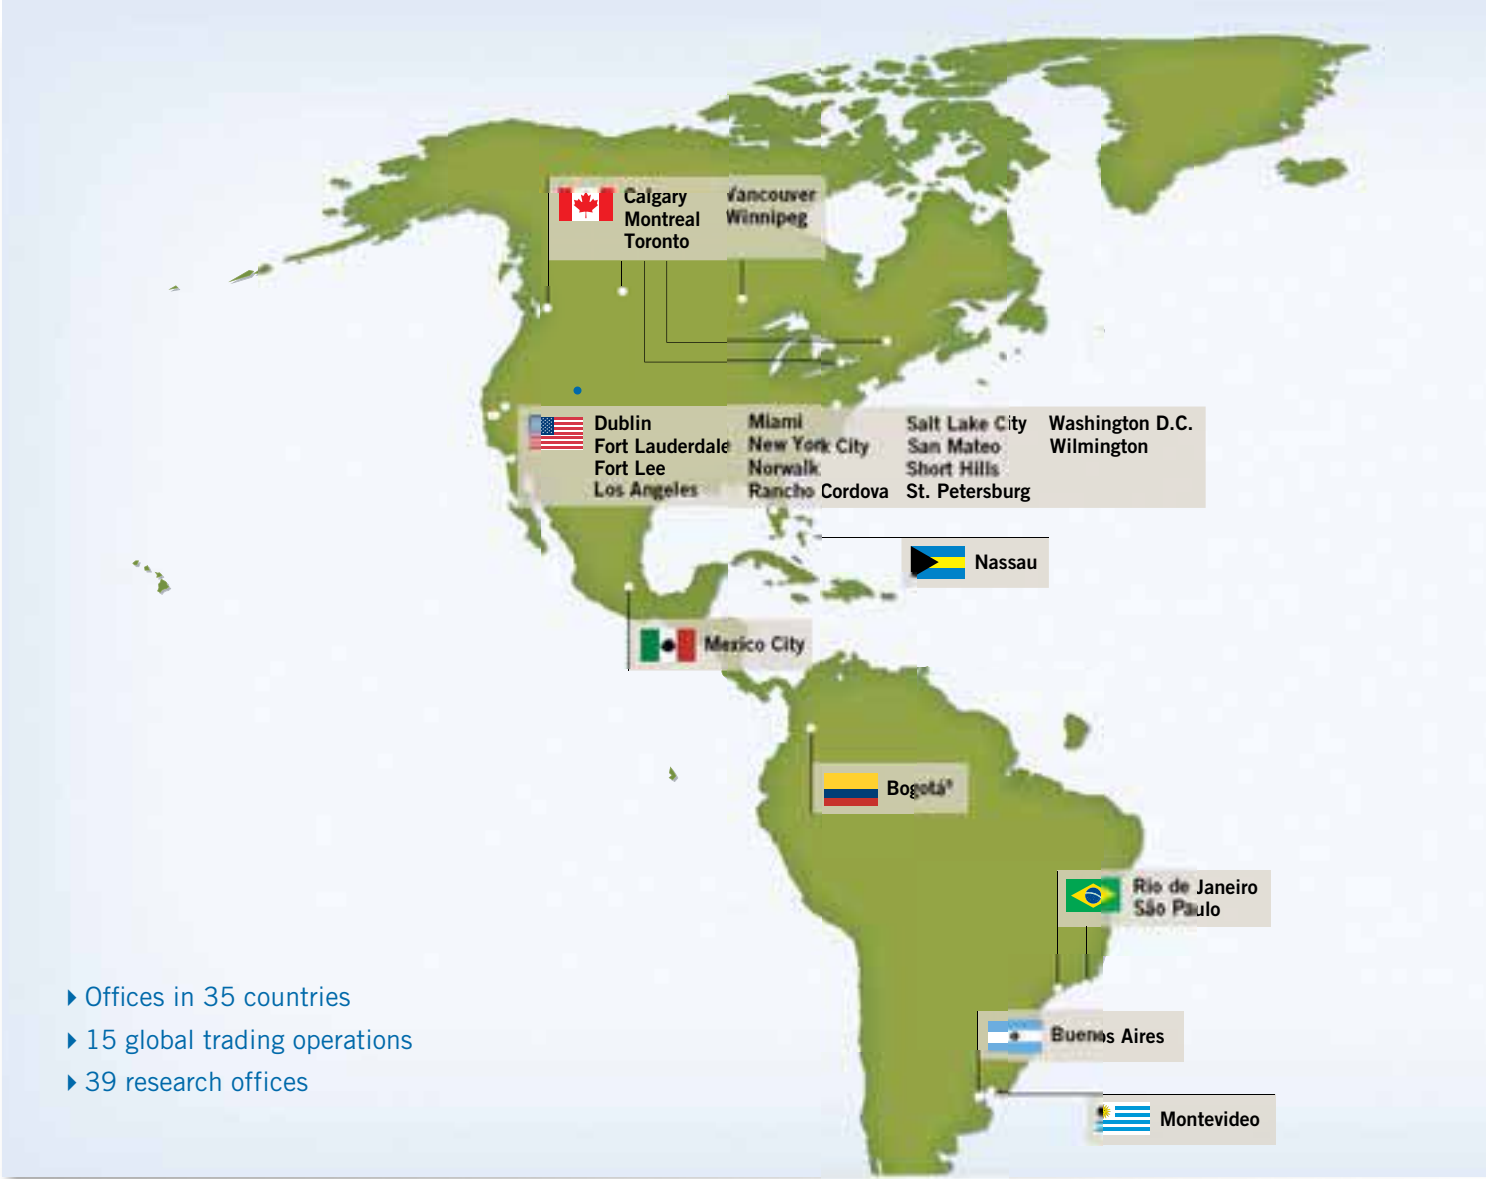 Calgary
Montreal
Toronto
Vancouver
Winnipeg
Dublin
Fort Lauderdale
Fort Lee
Los Angeles
Miami
New York City
Norwalk
Rancho Cordova
Salt Lake City
San Mateo
Short Hills
St. Petersburg
Washington D.C.
Wilmington
Nassau
Mexico City
Bogotá*
Rio de Janeiro
São Paulo
Buenos Aires
Montevideo
Offices in 35 countries
15 global trading operations
39 research offices